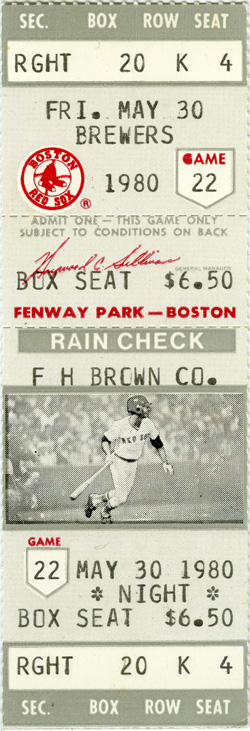 SEC. BOX ROW SEAT
RGHT 20 K 4
FRI. MAY 30
BREWERS
BOSTON
RED SOX
®
1980
GAME
22
ADMIT ONE — THIS GAME ONLY
SUBJECT TO CONDITIONS ON BACK
Haywood C. Sullivan
GENERAL MANAGER
BOX SEAT $6.50
FENWAY PARK — BOSTON
RAIN CHECK
F H BROWN CO.
RED SOX
GAME
22 MAY 30 1980
* NIGHT *
BOX SEAT $6.50
RGHT 20 K 4
SEC. BOX ROW SEAT